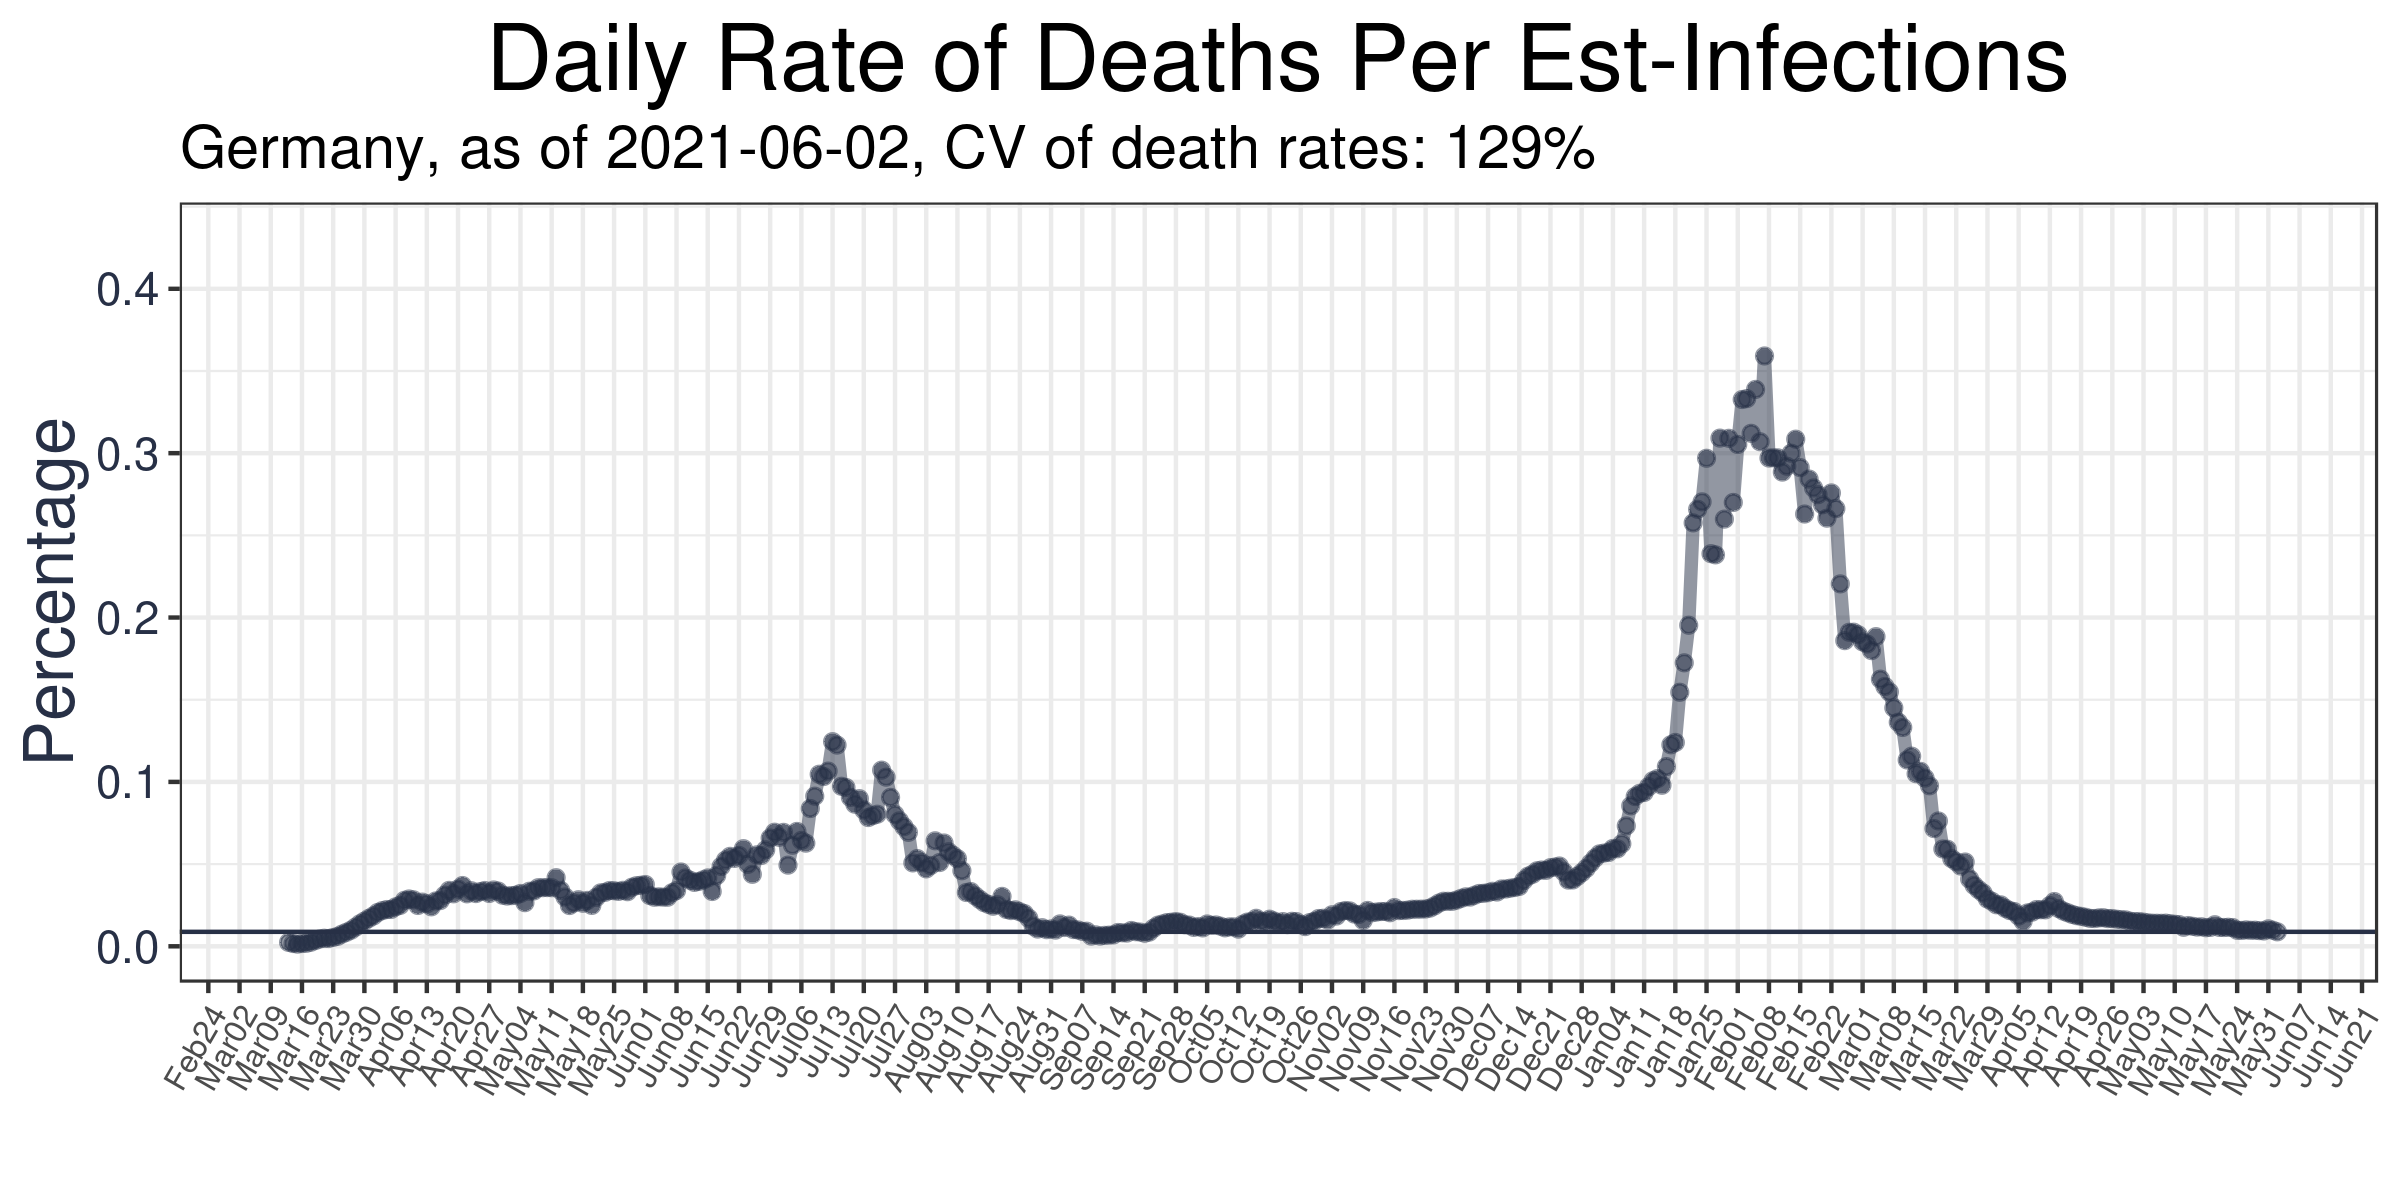 Daily Rate of Deaths Per Est-Infections
Germany, as of 2021-06-02, CV of death rates: 129%
Percentage
0.4
0.3
0.2
0.1
0.0
Feb24
Mar02
Mar09
Mar16
Mar23
Mar30
Apr06
Apr13
Apr20
Apr27
May04
May11
May18
May25
Jun01
Jun08
Jun15
Jun22
Jun29
Jul06
Jul13
Jul20
Jul27
Aug03
Aug10
Aug17
Aug24
Aug31
Sep07
Sep14
Sep21
Sep28
Oct05
Oct12
Oct19
Oct26
Nov02
Nov09
Nov16
Nov23
Nov30
Dec07
Dec14
Dec21
Dec28
Jan04
Jan11
Jan18
Jan25
Feb01
Feb08
Feb15
Feb22
Mar01
Mar08
Mar15
Mar22
Mar29
Apr05
Apr12
Apr19
Apr26
May03
May10
May17
May24
May31
Jun07
Jun14
Jun21